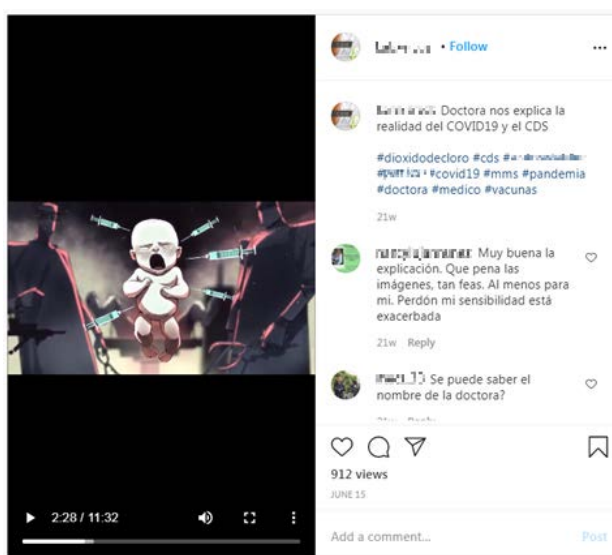 • Follow
Doctora nos explica la
realidad del COVID19 y el CDS
#dioxidodecloro #cds
#covid19 #mms #pandemia
#doctora #medico #vacunas
21w
Muy buena la
explicación. Que pena las
imágenes, tan feas. Al menos para
mi. Perdón mi sensibilidad está
exacerbada
21w Reply
Se puede saber el
nombre de la doctora?
912 views
JUNE 15
2:28 / 11:32
Add a comment... Post